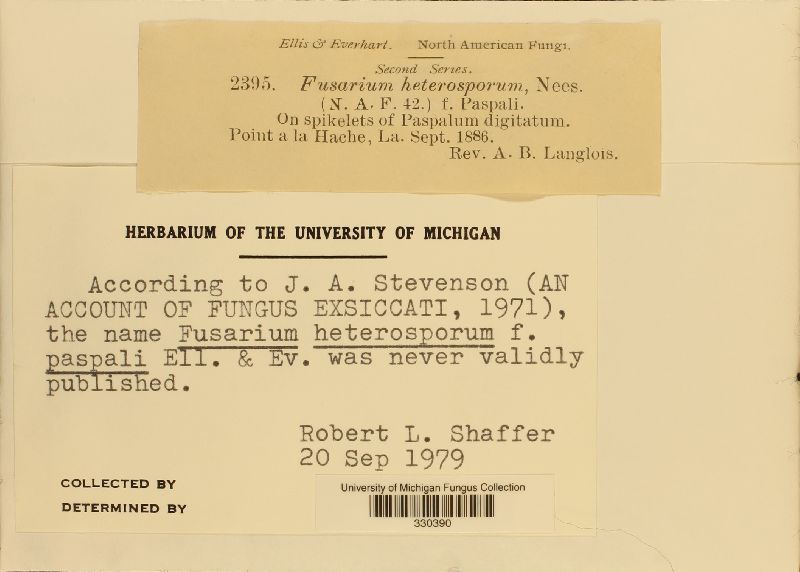 Ellis & Everhart. North American Fungi.
Second Series.
2395. Fusarium heterosporum, Nees.
(N. A. F. 42.) f. Paspali.
On spikelets of Paspalum digitatum.
Point a la Hache, La. Sept. 1886.
Rev. A. B. Langlois.
HERBARIUM OF THE UNIVERSITY OF MICHIGAN
According to J. A. Stevenson (AN
ACCOUNT OF FUNGUS EXSICCATI, 1971),
the name Fusarium heterosporum f.
paspali Ell. & Ev. was never validly
published.
Robert L. Shaffer
20 Sep 1979
COLLECTED BY
DETERMINED BY
University of Michigan Fungus Collection
330390